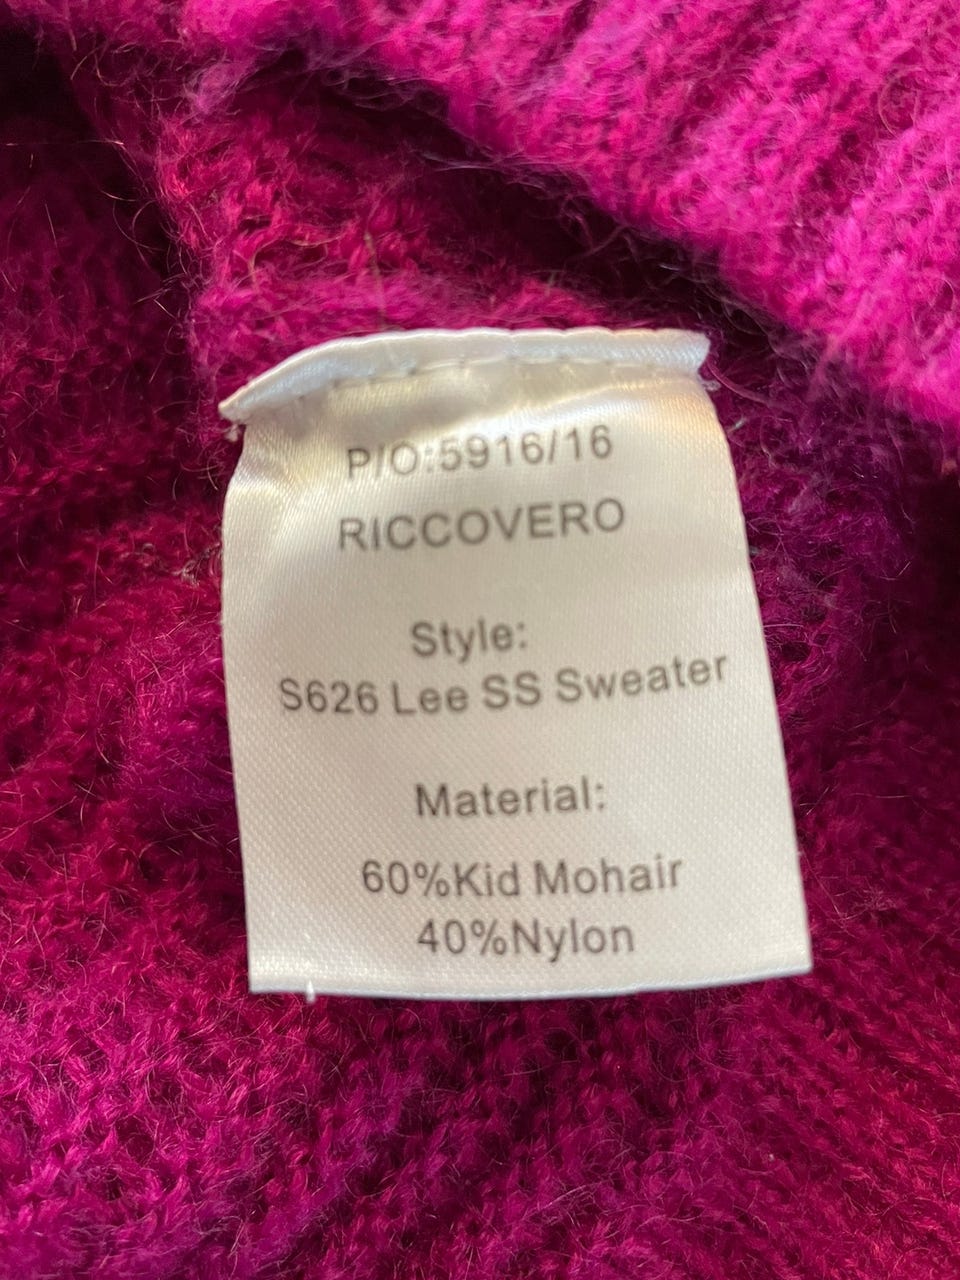 P/O:5916/16
RICCOVERO
Style:
S626 Lee SS Sweater
Material:
60%Kid Mohair
40%Nylon